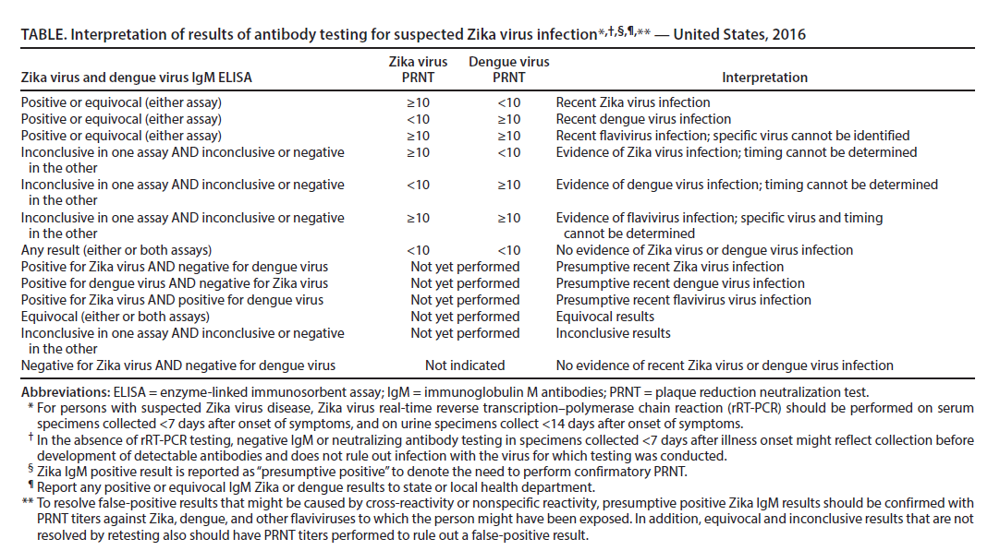 TABLE. Interpretation of results of antibody testing for suspected Zika virus infection*,†,§,¶,** — United States, 2016
Zika virus and dengue virus IgM ELISA Zika virus PRNT Dengue virus PRNT Interpretation
Positive or equivocal (either assay) ≥10 <10 Recent Zika virus infection
Positive or equivocal (either assay) <10 ≥10 Recent dengue virus infection
Positive or equivocal (either assay) ≥10 ≥10 Recent flavivirus infection; specific virus cannot be identified
Inconclusive in one assay AND inconclusive or negative ≥10 <10 Evidence of Zika virus infection; timing cannot be determined
in the other
Inconclusive in one assay AND inconclusive or negative <10 ≥10 Evidence of dengue virus infection; timing cannot be determined
in the other
Inconclusive in one assay AND inconclusive or negative ≥10 ≥10 Evidence of flavivirus infection; specific virus and timing
in the other cannot be determined
Any result (either or both assays) <10 <10 No evidence of Zika virus or dengue virus infection
Positive for Zika virus AND negative for dengue virus Not yet performed Presumptive recent Zika virus infection
Positive for dengue virus AND negative for Zika virus Not yet performed Presumptive recent dengue virus infection
Positive for Zika virus AND positive for dengue virus Not yet performed Presumptive recent flavivirus virus infection
Equivocal (either or both assays) Not yet performed Equivocal results
Inconclusive in one assay AND inconclusive or negative Not yet performed Inconclusive results
in the other
Negative for Zika virus AND negative for dengue virus Not indicated No evidence of recent Zika virus or dengue virus infection
Abbreviations: ELISA = enzyme-linked immunosorbent assay; IgM = immunoglobulin M antibodies; PRNT = plaque reduction neutralization test.
* For persons with suspected Zika virus disease, Zika virus real-time reverse transcription–polymerase chain reaction (rRT-PCR) should be performed on serum
specimens collected <7 days after onset of symptoms, and on urine specimens collect <14 days after onset of symptoms.
† In the absence of rRT-PCR testing, negative IgM or neutralizing antibody testing in specimens collected <7 days after illness onset might reflect collection before
development of detectable antibodies and does not rule out infection with the virus for which testing was conducted.
§ Zika IgM positive result is reported as “presumptive positive” to denote the need to perform confirmatory PRNT.
¶ Report any positive or equivocal IgM Zika or dengue results to state or local health department.
** To resolve false-positive results that might be caused by cross-reactivity or nonspecific reactivity, presumptive positive Zika IgM results should be confirmed with
PRNT titers against Zika, dengue, and other flaviviruses to which the person might have been exposed. In addition, equivocal and inconclusive results that are not
resolved by retesting also should have PRNT titers performed to rule out a false-positive result.